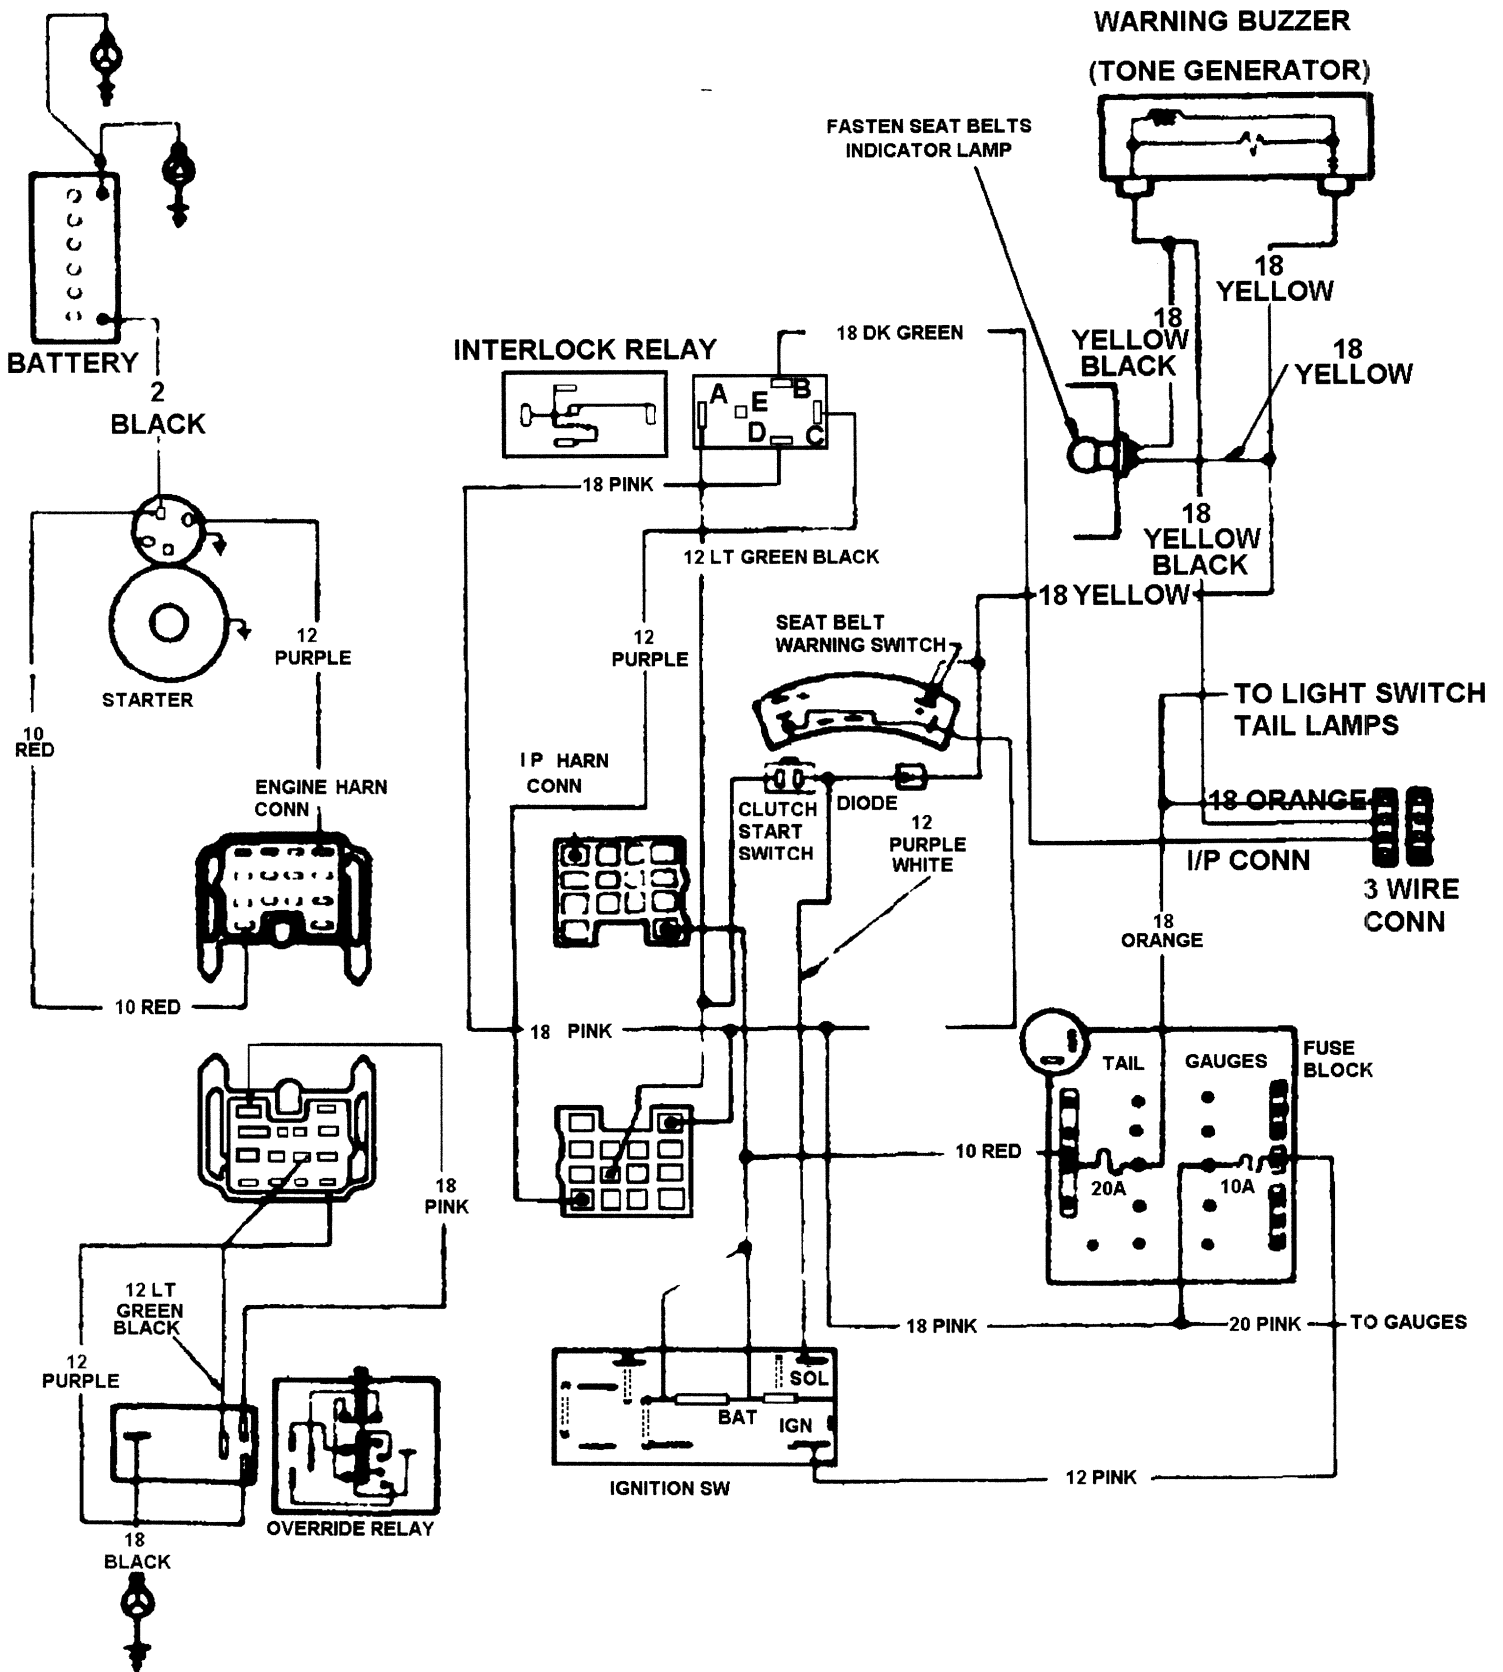 WARNING BUZZER
(TONE GENERATOR)
FASTEN SEAT BELTS
INDICATOR LAMP
18
YELLOW
18
YELLOW
BLACK
18
YELLOW
18 DK GREEN
BATTERY
2
BLACK
INTERLOCK RELAY
A
B
E
D
C
18 PINK
12 LT GREEN BLACK
18
YELLOW
BLACK
18 YELLOW
SEAT BELT
WARNING SWITCH
12
PURPLE
12
PURPLE
STARTER
10
RED
TO LIGHT SWITCH
TAIL LAMPS
I P HARN
CONN
ENGINE HARN
CONN
CLUTCH
START
SWITCH
DIODE
12
PURPLE
WHITE
18 ORANGE
I/P CONN
3 WIRE
CONN
18
ORANGE
10 RED
18 PINK
TAIL
GAUGES
FUSE
BLOCK
10 RED
20A
10A
18
PINK
12 LT
GREEN
BLACK
18 PINK
20 PINK
TO GAUGES
12
PURPLE
SOL
BAT
IGN
12 PINK
IGNITION SW
OVERRIDE RELAY
18
BLACK